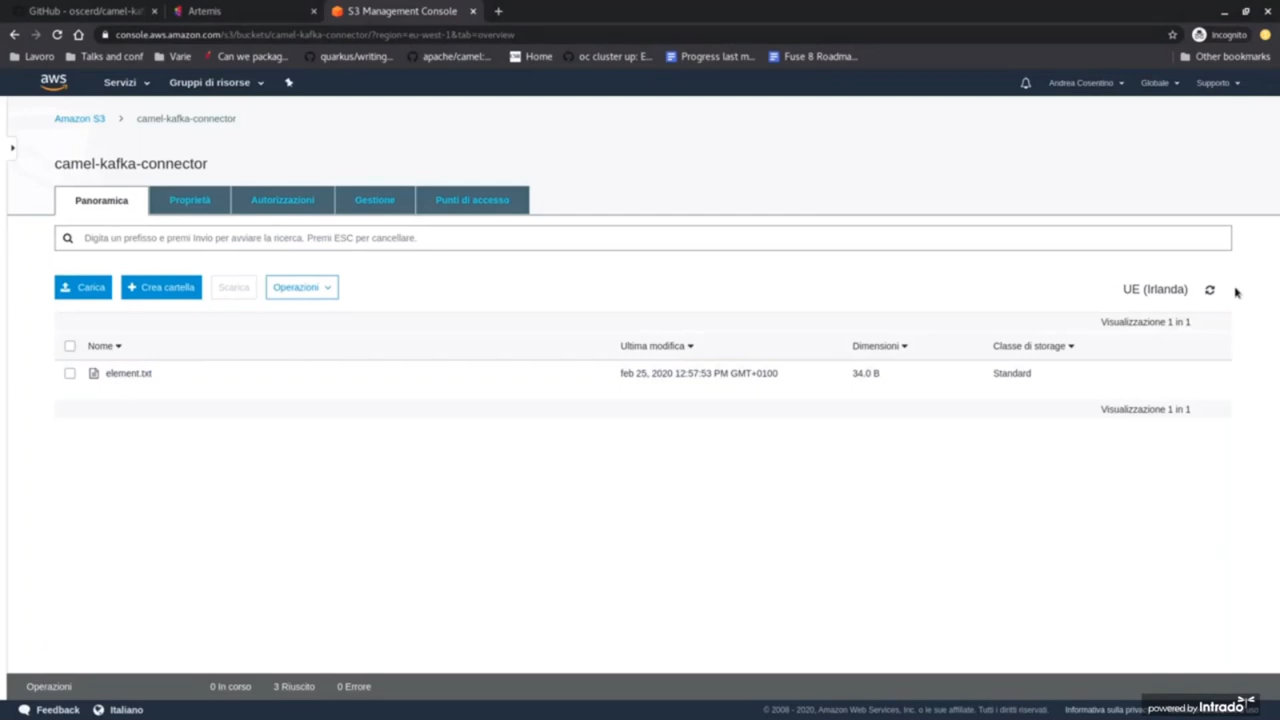 GitHub - oscerd/camel-kaf
Artemis
S3 Management Console
console.aws.amazon.com/s3/buckets/camel-kafka-connector/?region=eu-west-1&tab=overview
Incognito
Lavoro
Talks and conf
Varie
Can we packag...
quarkus/writing...
apache/camel:...
Home
oc cluster up: E...
Progress last m...
Fuse 8 Roadma...
Other bookmarks
aws
Servizi
Gruppi di risorse
Andrea Cosentino
Globale
Supporto
Amazon S3
camel-kafka-connector
camel-kafka-connector
Panoramica
Proprietà
Autorizzazioni
Gestione
Punti di accesso
Digita un prefisso e premi Invio per avviare la ricerca. Premi ESC per cancellare.
Carica
Crea cartella
Scarica
Operazioni
UE (Irlanda)
Visualizzazione 1 in 1
Nome
Ultima modifica
Dimensioni
Classe di storage
element.txt
feb 25, 2020 12:57:53 PM GMT+0100
34.0 B
Standard
Visualizzazione 1 in 1
Operazioni
0 In corso
3 Riuscito
0 Errore
Feedback
Italiano
© 2008 - 2020, Amazon Web Services, Inc. o le sue affiliate. Tutti i diritti riservati.
Informativa sulla
powered by Intrado